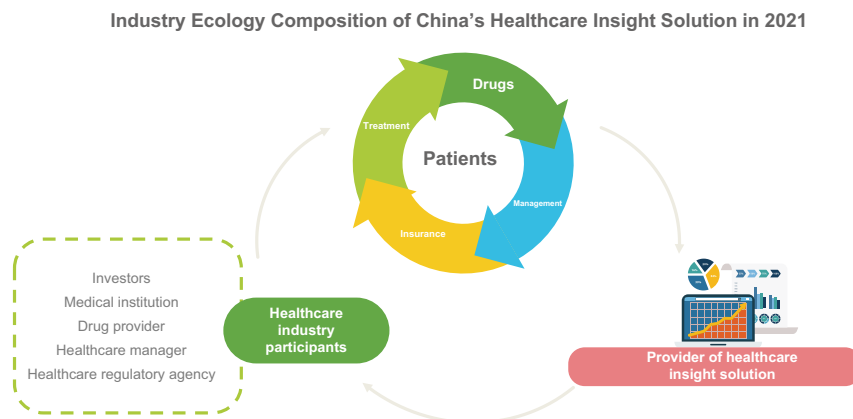 Industry Ecology Composition of China's Healthcare Insight Solution in 2021
Drugs
Treatment
Patients
Management
Insurance
Investors
Medical institution
Drug provider
Healthcare manager
Healthcare regulatory agency
Healthcare
industry
participants
Provider of healthcare
insight solution